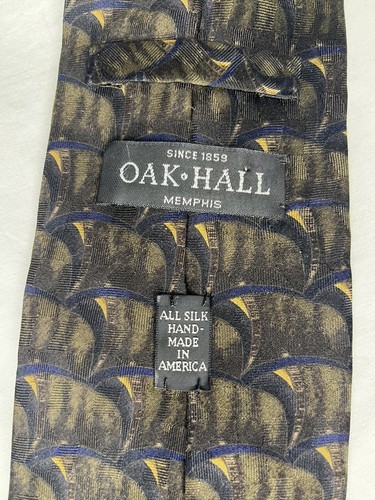 SINCE 1859
OAK·HALL
MEMPHIS
ALL SILK
HAND-
MADE
IN
AMERICA